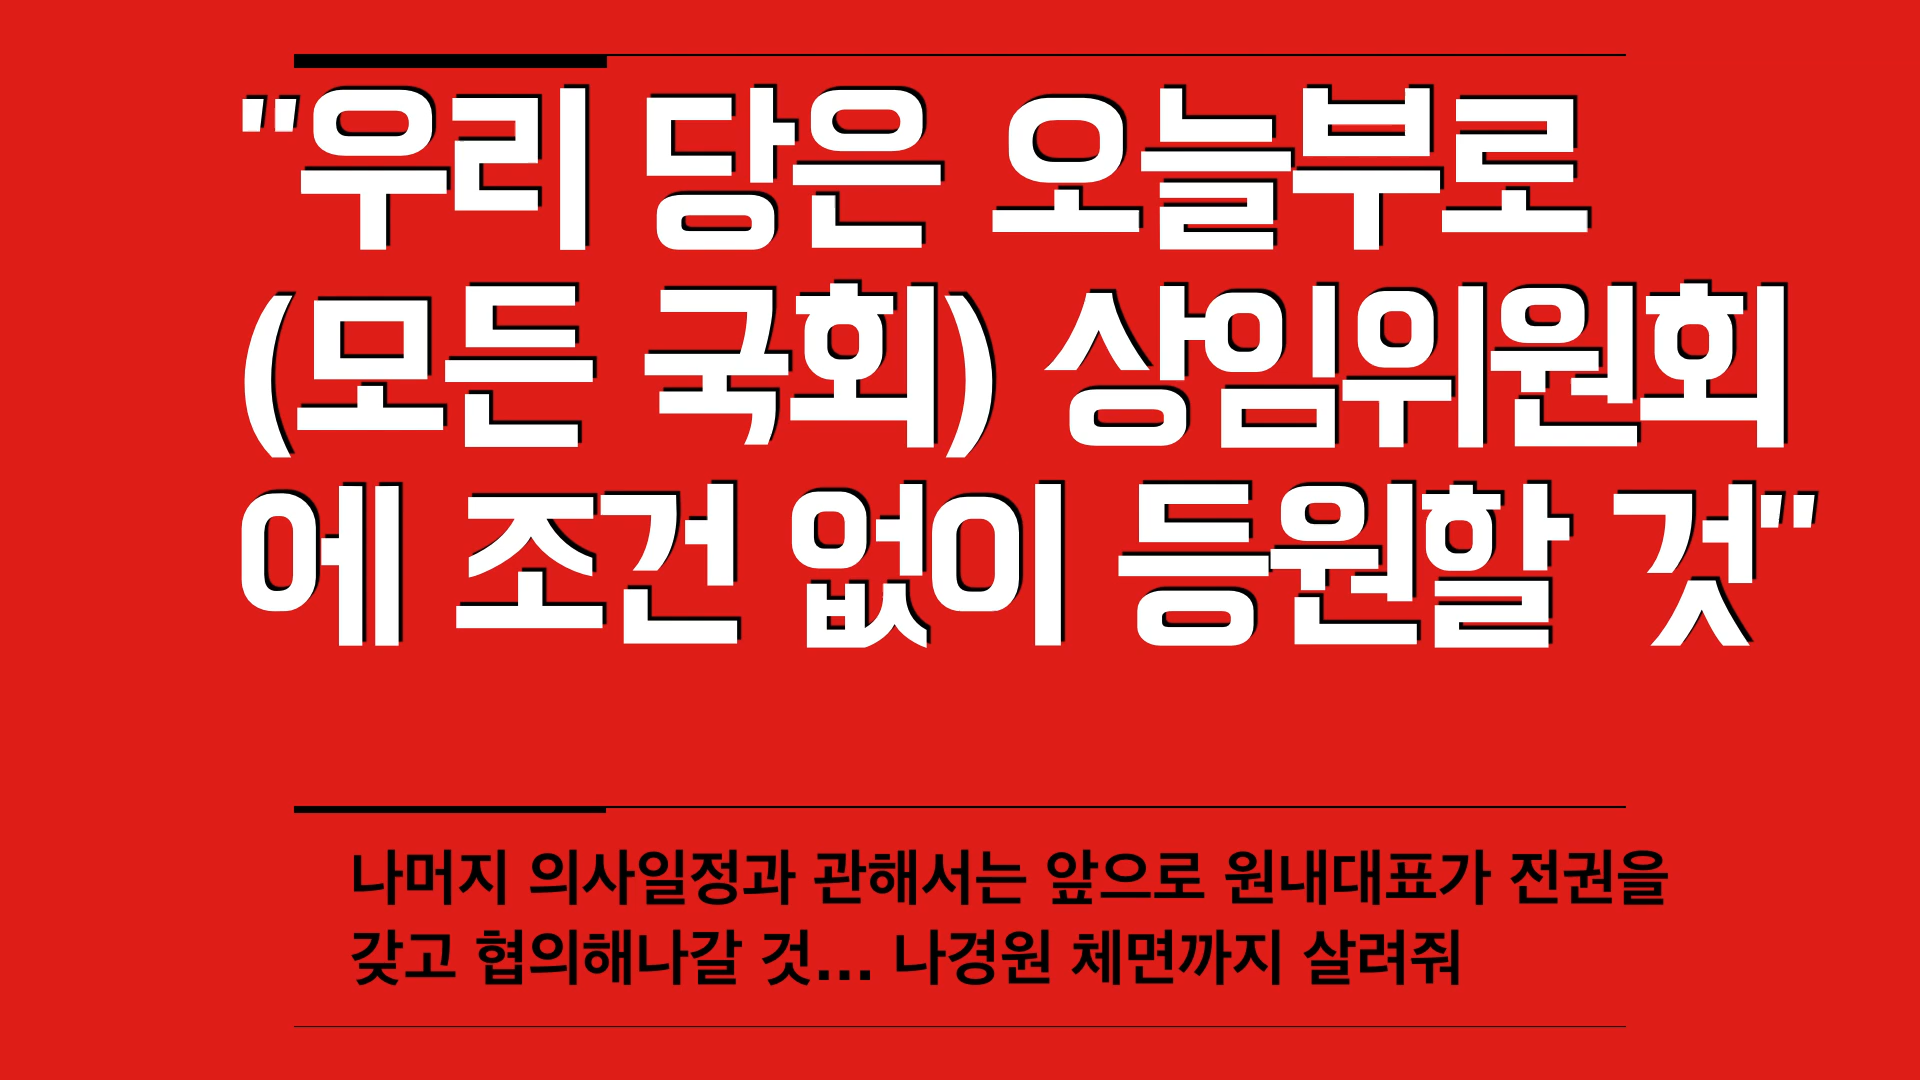 "우리 당은 오늘부로
(모든 국회) 상임위원회
에 조건 없이 등원할 것"
나머지 의사일정과 관해서는 앞으로 원내대표가 전권을
갖고 협의해나갈 것... 나경원 체면까지 살려줘